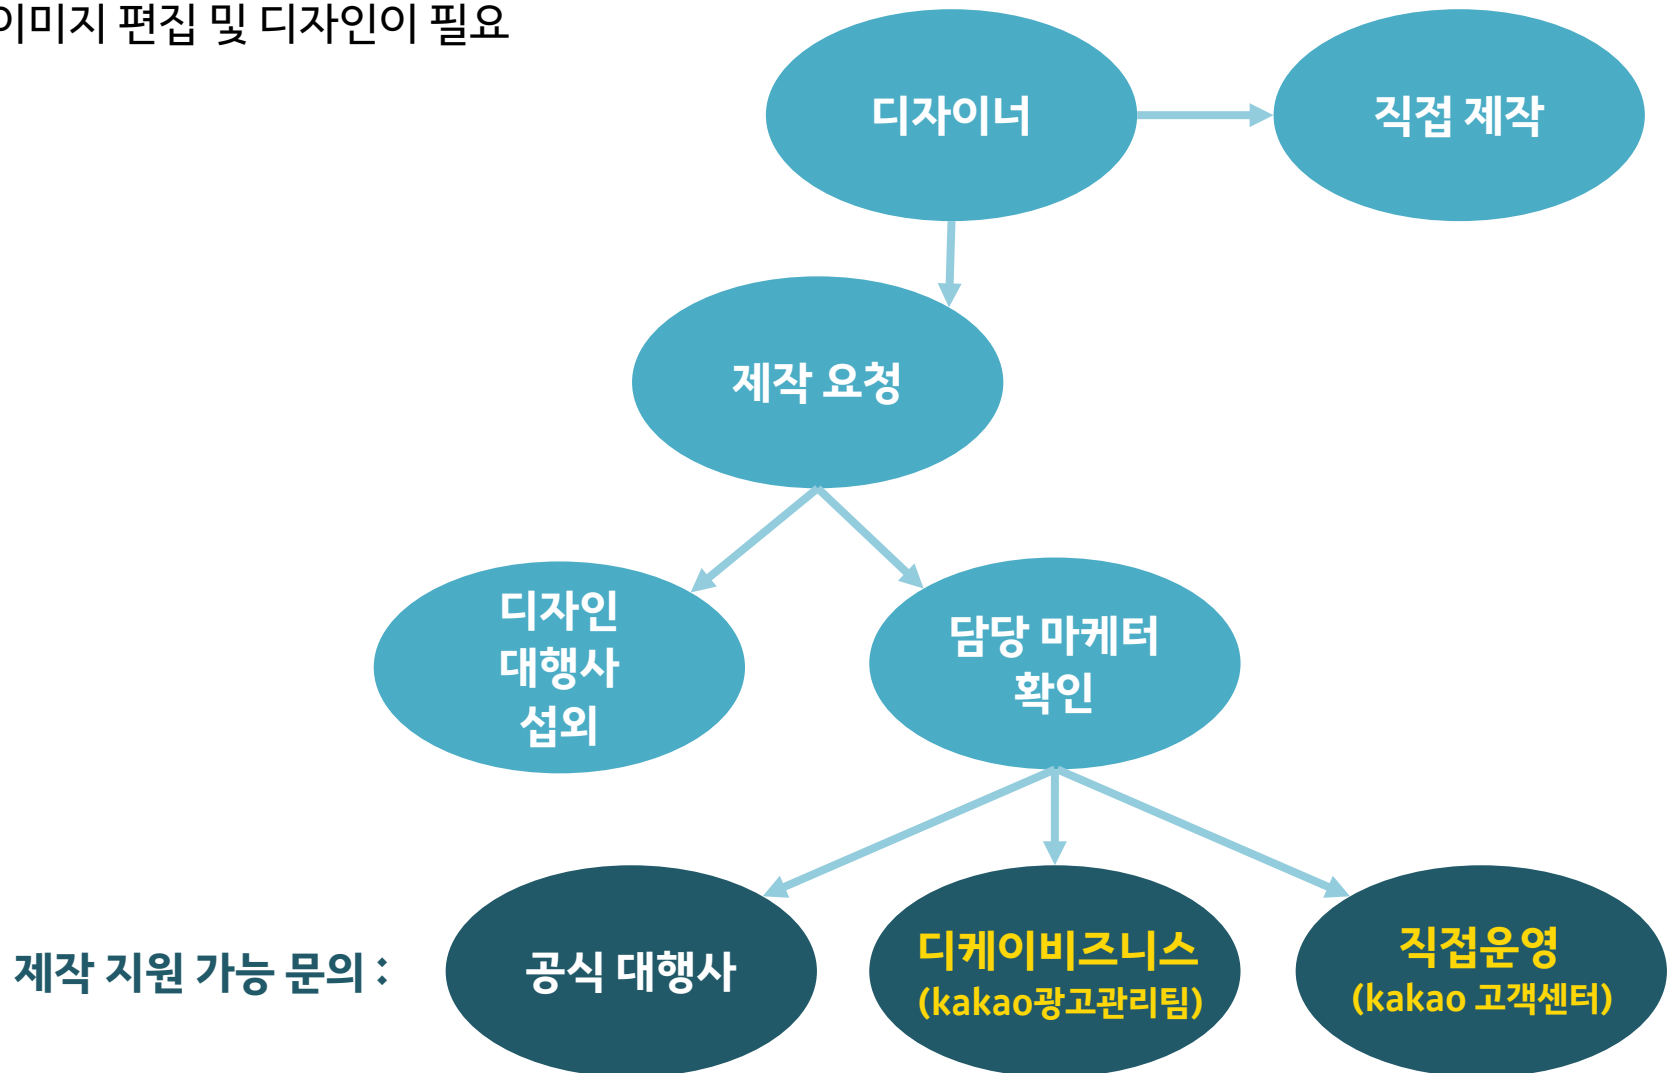 이미지 편집 및 디자인이 필요
디자이너
직접 제작
제작 요청
디자인
대행사
섭외
담당 마케터
확인
제작 지원 가능 문의 :
공식 대행사
디케이비즈니스
(kakao광고관리팀)
직접운영
(kakao 고객센터)